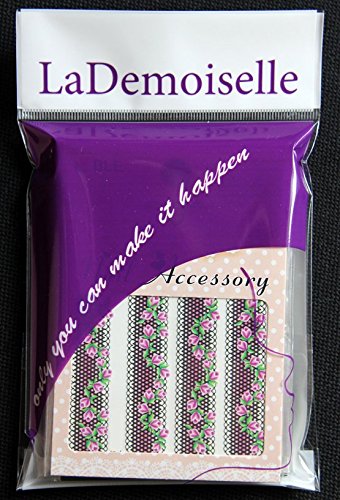 LaDemoiselle
only you can make it happen
Accessory